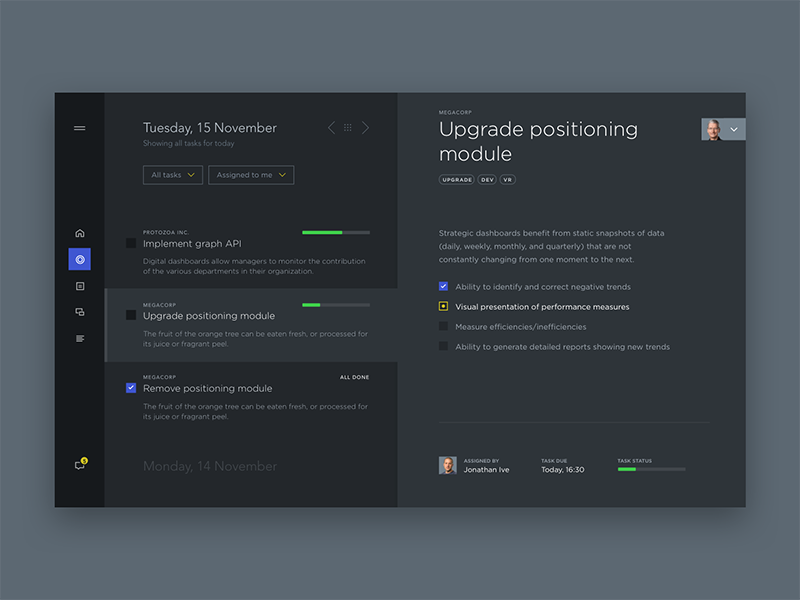 Tuesday, 15 November
Showing all tasks for today
All tasks
Assigned to me
PROTOZOA INC.
Implement graph API
Digital dashboards allow managers to monitor the contribution
of the various departments in their organization.
MEGACORP
Upgrade positioning module
The fruit of the orange tree can be eaten fresh, or processed for
its juice or fragrant peel.
MEGACORP
ALL DONE
Remove positioning module
The fruit of the orange tree can be eaten fresh, or processed for
its juice or fragrant peel.
Monday, 14 November
MEGACORP
Upgrade positioning
module
UPGRADE DEV VR
Strategic dashboards benefit from static snapshots of data
(daily, weekly, monthly, and quarterly) that are not
constantly changing from one moment to the next.
Ability to identify and correct negative trends
Visual presentation of performance measures
Measure efficiencies/inefficiencies
Ability to generate detailed reports showing new trends
ASSIGNED BY
Jonathan Ive
TASK DUE
Today, 16:30
TASK STATUS